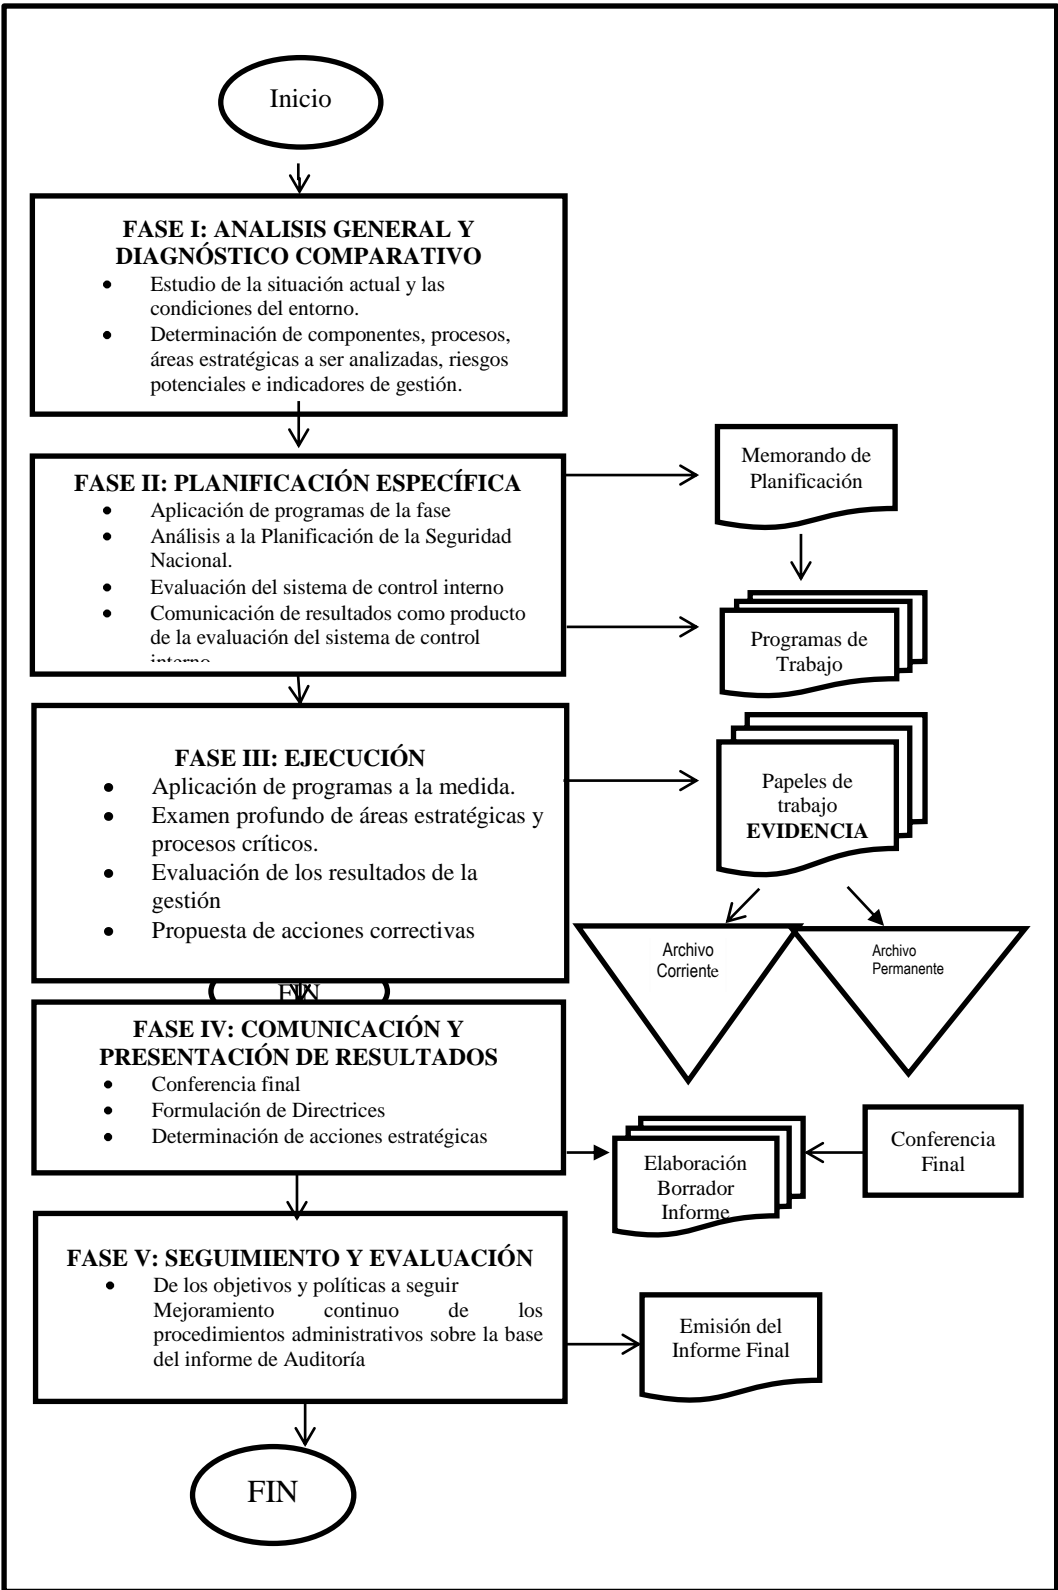 Inicio
FASE I: ANALISIS GENERAL Y
DIAGNÓSTICO COMPARATIVO
• Estudio de la situación actual y las
condiciones del entorno.
• Determinación de componentes, procesos,
áreas estratégicas a ser analizadas, riesgos
potenciales e indicadores de gestión.
FASE II: PLANIFICACIÓN ESPECÍFICA
• Aplicación de programas de la fase
• Análisis a la Planificación de la Seguridad
Nacional.
• Evaluación del sistema de control interno
• Comunicación de resultados como producto
de la evaluación del sistema de control
interno
Memorando de
Planificación
Programas de
Trabajo
FASE III: EJECUCIÓN
• Aplicación de programas a la medida.
• Examen profundo de áreas estratégicas y
procesos críticos.
• Evaluación de los resultados de la
gestión
• Propuesta de acciones correctivas
Papeles de
trabajo
EVIDENCIA
Archivo
Corriente
Archivo
Permanente
FIN
FASE IV: COMUNICACIÓN Y
PRESENTACIÓN DE RESULTADOS
• Conferencia final
• Formulación de Directrices
• Determinación de acciones estratégicas
Elaboración
Borrador
Informe
Conferencia
Final
FASE V: SEGUIMIENTO Y EVALUACIÓN
• De los objetivos y políticas a seguir
Mejoramiento continuo de los
procedimientos administrativos sobre la base
del informe de Auditoría
Emisión del
Informe Final
FIN